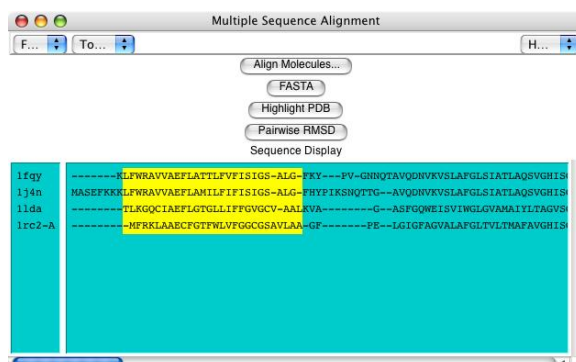 Multiple Sequence Alignment
F... To... H...
Align Molecules...
FASTA
Highlight PDB
Pairwise RMSD
Sequence Display
1fqy -------KLFWRAVVAEFLATTLFVFISIGS-ALG-FKY---PV-GNNQTAVQDNVKVSLAFGLSIATLAQSVGHIS
1j4n MASEFKKKLFWRAVVAEFLAMILFIFISIGS-ALG-FHYPIKSNQTTG--AVQDNVKVSLAFGLSIATLAQSVGHIS
1lda --------TLKGQCIAEFLGTGLLIFFGVGCV-AALKVA-------G--ASFGQWEISVIWGLGVAMAIYLTAGVS
1rc2-A --------MFRKLAAECFGTFWLVFGGCGSAVLAA-GF-------PE--LGIGFAGVALAFGLTVLTMAFAVGHIS